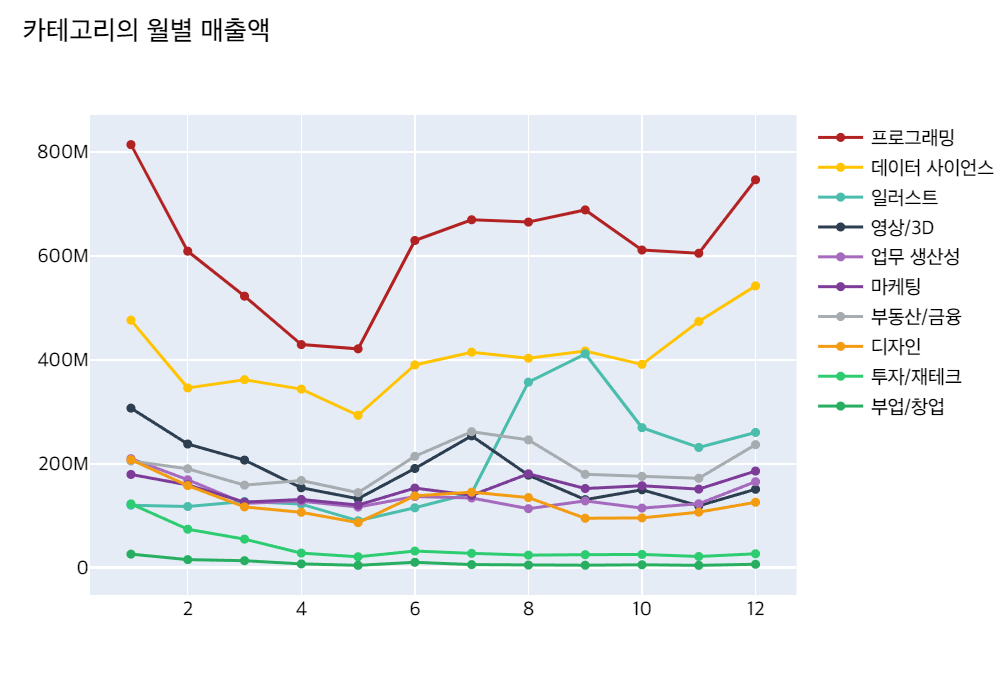 카테고리의 월별 매출액
800M
600M
400M
200M
0
2 4 6 8 10 12
프로그래밍
데이터 사이언스
일러스트
영상/3D
업무 생산성
마케팅
부동산/금융
디자인
투자/재테크
부업/창업